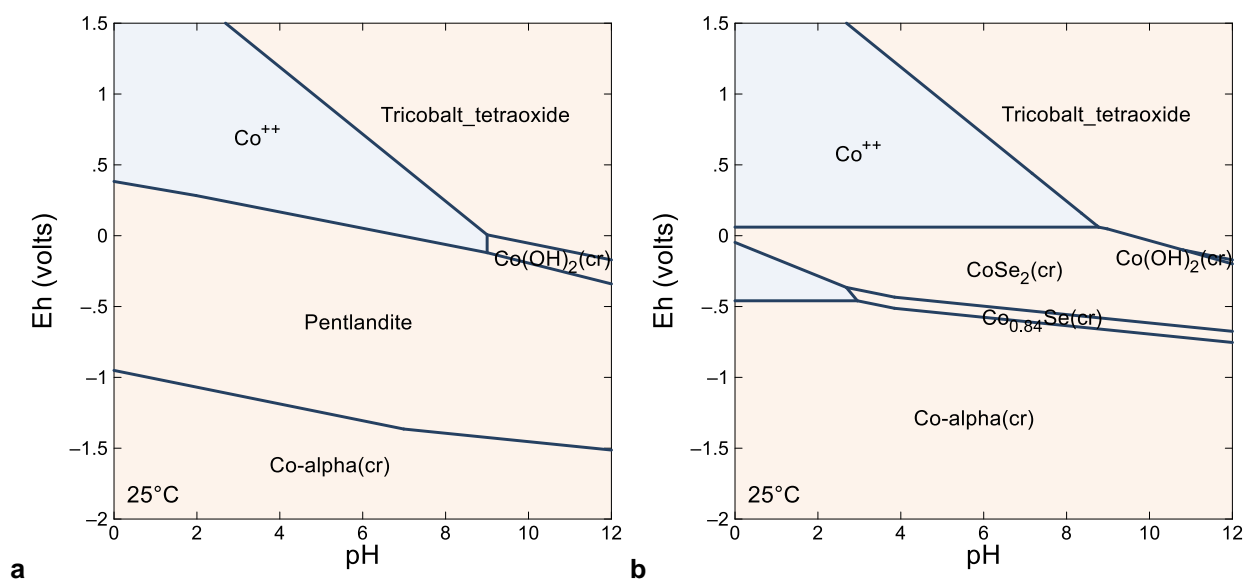 1.5
1
.5
0
–.5
–1
–1.5
–2
Eh (volts)
Tricobalt_tetraoxide
Co++
Co(OH)2(cr)
Pentlandite
Co-alpha(cr)
25°C
0 2 4 6 8 10 12
pH
a
1.5
1
.5
0
–.5
–1
–1.5
–2
Eh (volts)
Tricobalt_tetraoxide
Co++
Co(OH)2(cr)
CoSe2(cr)
Co0.84Se(cr)
Co-alpha(cr)
25°C
0 2 4 6 8 10 12
pH
b